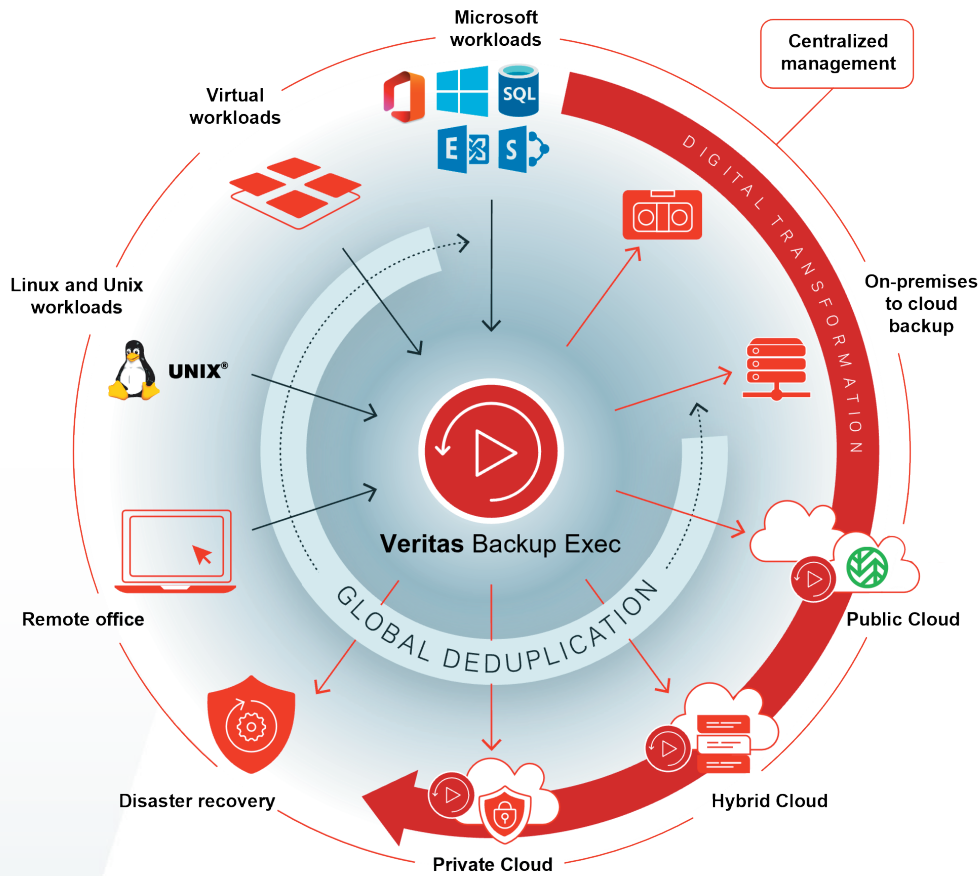 Microsoft
workloads
Centralized
management
Virtual
workloads
SQL
E
S
DIGITAL TRANSFORMATION
Linux and Unix
workloads
On-premises
to cloud
backup
UNIX®
Veritas Backup Exec
GLOBAL DEDUPLICATION
Remote office
Public Cloud
Disaster recovery
Hybrid Cloud
Private Cloud